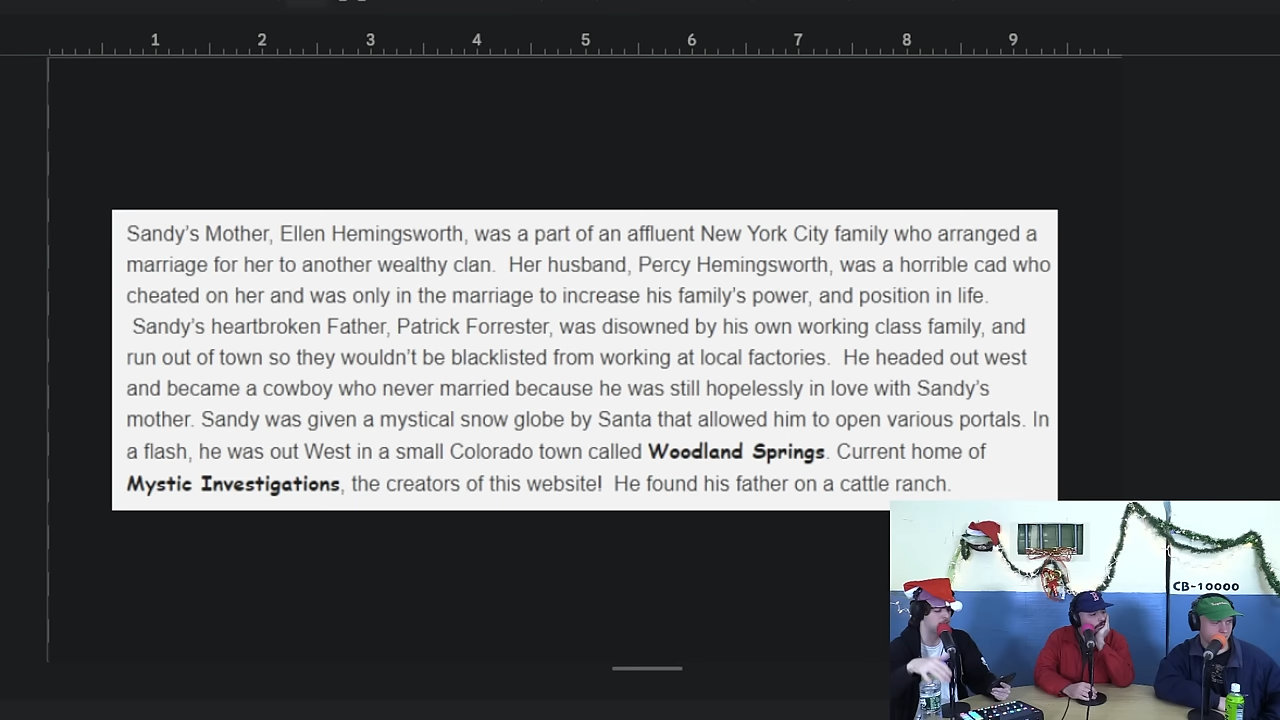 1 2 3 4 5 6 7 8 9
Sandy’s Mother, Ellen Hemingsworth, was a part of an affluent New York City family who arranged a
marriage for her to another wealthy clan.  Her husband, Percy Hemingsworth, was a horrible cad who
cheated on her and was only in the marriage to increase his family’s power, and position in life.
Sandy’s heartbroken Father, Patrick Forrester, was disowned by his own working class family, and
run out of town so they wouldn’t be blacklisted from working at local factories.  He headed out west
and became a cowboy who never married because he was still hopelessly in love with Sandy’s
mother. Sandy was given a mystical snow globe by Santa that allowed him to open various portals. In
a flash, he was out West in a small Colorado town called Woodland Springs. Current home of
Mystic Investigations, the creators of this website!  He found his father on a cattle ranch.
CB-10000